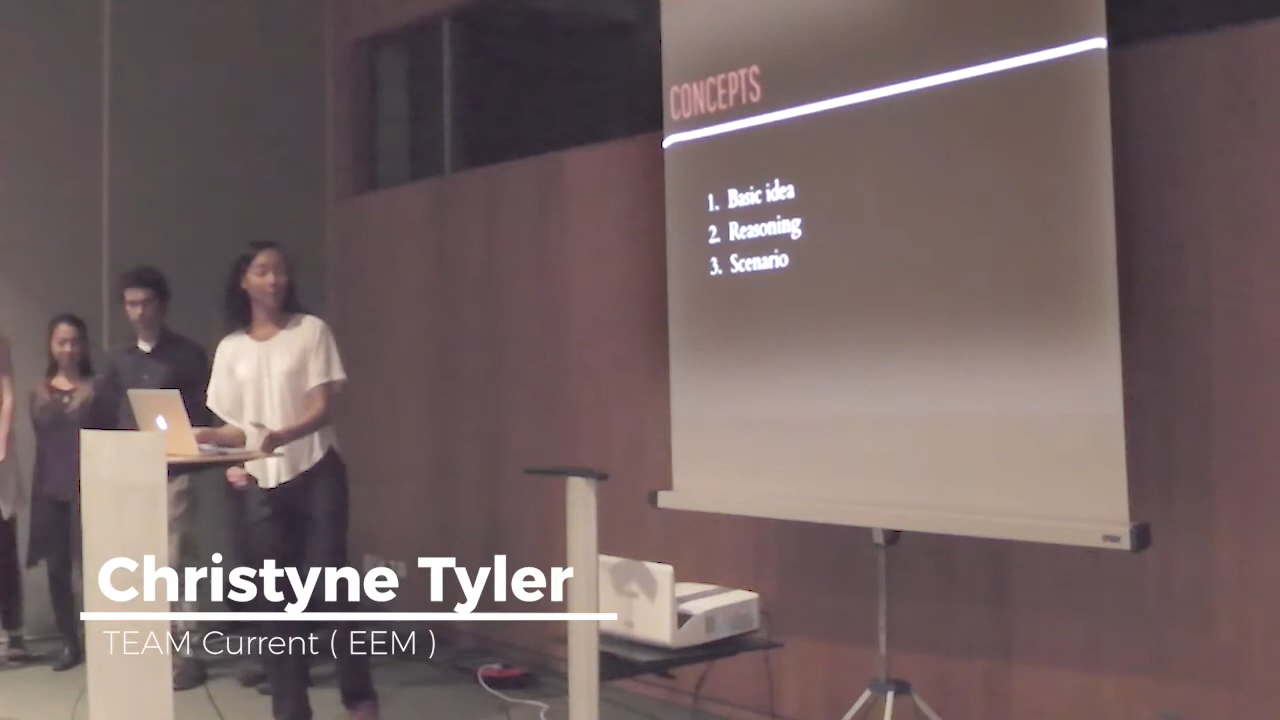 CONCEPTS
1. Basic idea
2. Reasoning
3. Scenario
Christyne Tyler
TEAM Current ( EEM )